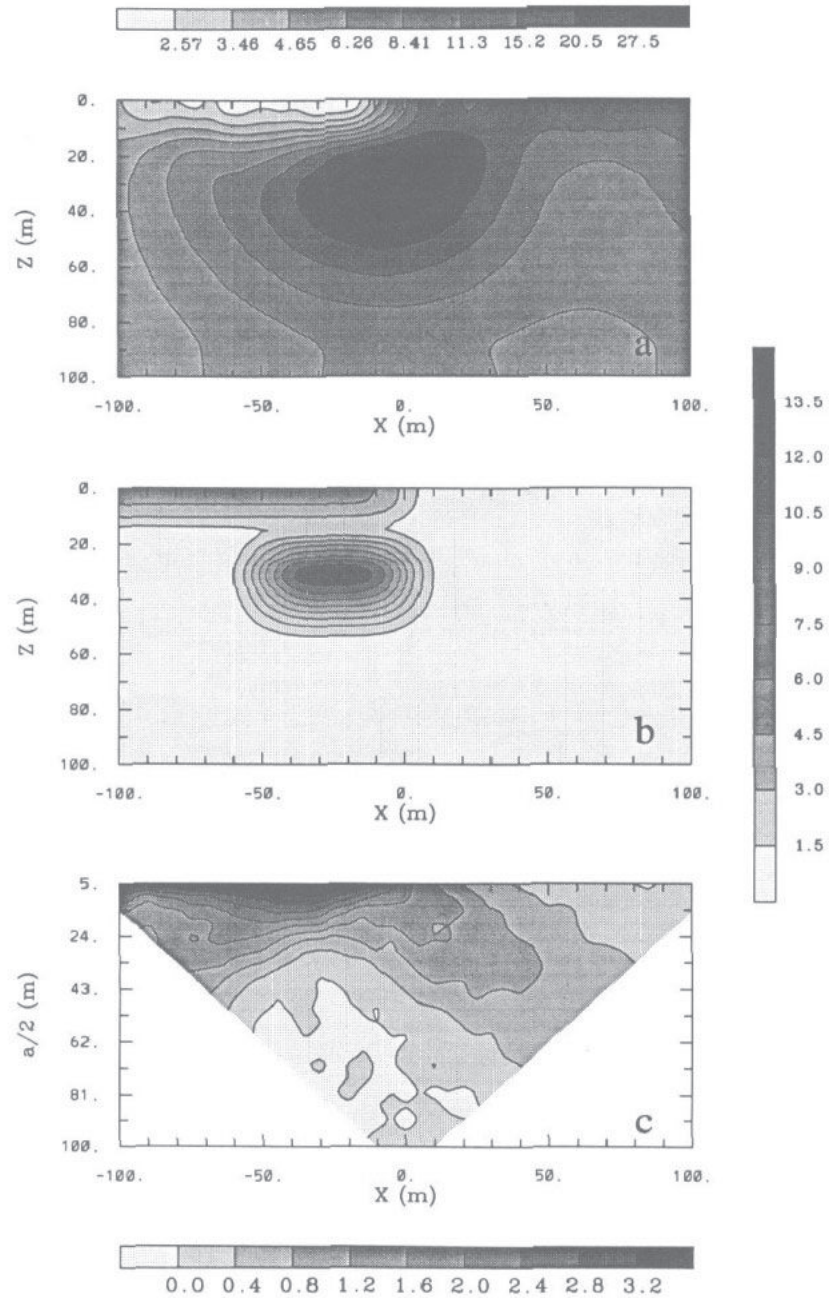 2.57 3.46 4.65 6.26 8.41 11.3 15.2 20.5 27.5
0.
20.
40.
60.
80.
100.
Z (m)
a
-100. -50. 0. 50. 100.
X (m)
13.5
12.0
10.5
9.0
7.5
6.0
4.5
3.0
1.5
0.
20.
40.
60.
80.
100.
Z (m)
b
-100. -50. 0. 50. 100.
X (m)
5.
24.
43.
62.
81.
100.
a/2 (m)
c
-100. -50. 0. 50. 100.
X (m)
0.0 0.4 0.8 1.2 1.6 2.0 2.4 2.8 3.2